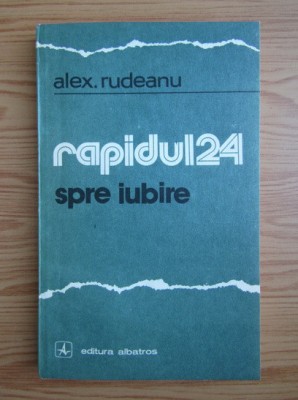 alex.rudeanu
rapidul24
spre iubire
editura albatros